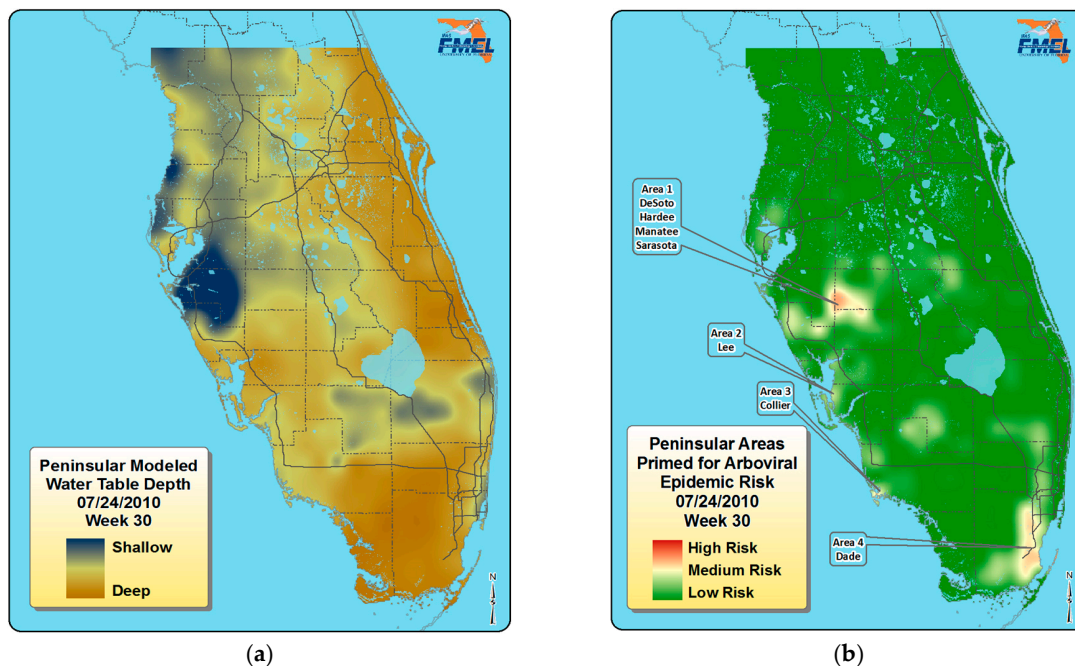 FMEL
Peninsular Modeled
Water Table Depth
07/24/2010
Week 30
Shallow
Deep
N
(a)
FMEL
Area 1
DeSoto
Hardee
Manatee
Sarasota
Area 2
Lee
Area 3
Collier
Peninsular Areas
Primed for Arboviral
Epidemic Risk
07/24/2010
Week 30
High Risk
Medium Risk
Low Risk
Area 4
Dade
N
(b)